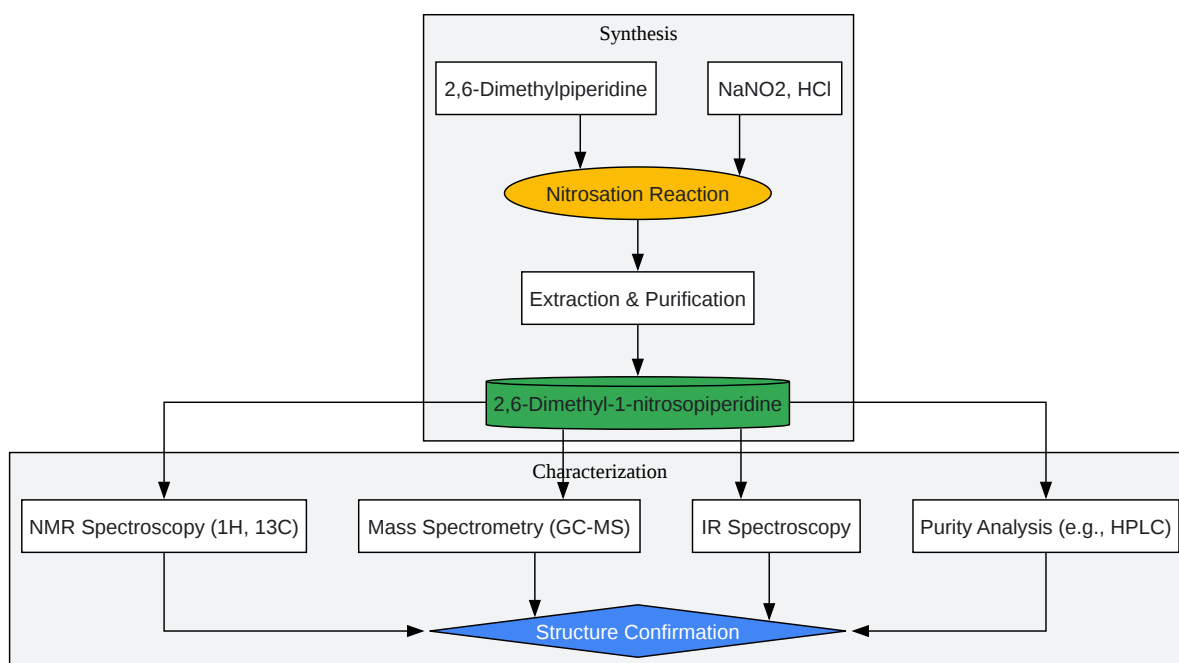 Synthesis
2,6-Dimethylpiperidine
NaNO2, HCl
Nitrosation Reaction
Extraction & Purification
2,6-Dimethyl-1-nitrosopiperidine
Characterization
NMR Spectroscopy (1H, 13C)
Mass Spectrometry (GC-MS)
IR Spectroscopy
Purity Analysis (e.g., HPLC)
Structure Confirmation